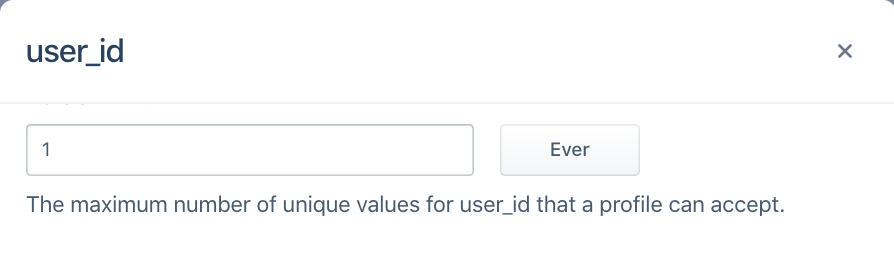 user_id
×
1
Ever
The maximum number of unique values for user_id that a profile can accept.